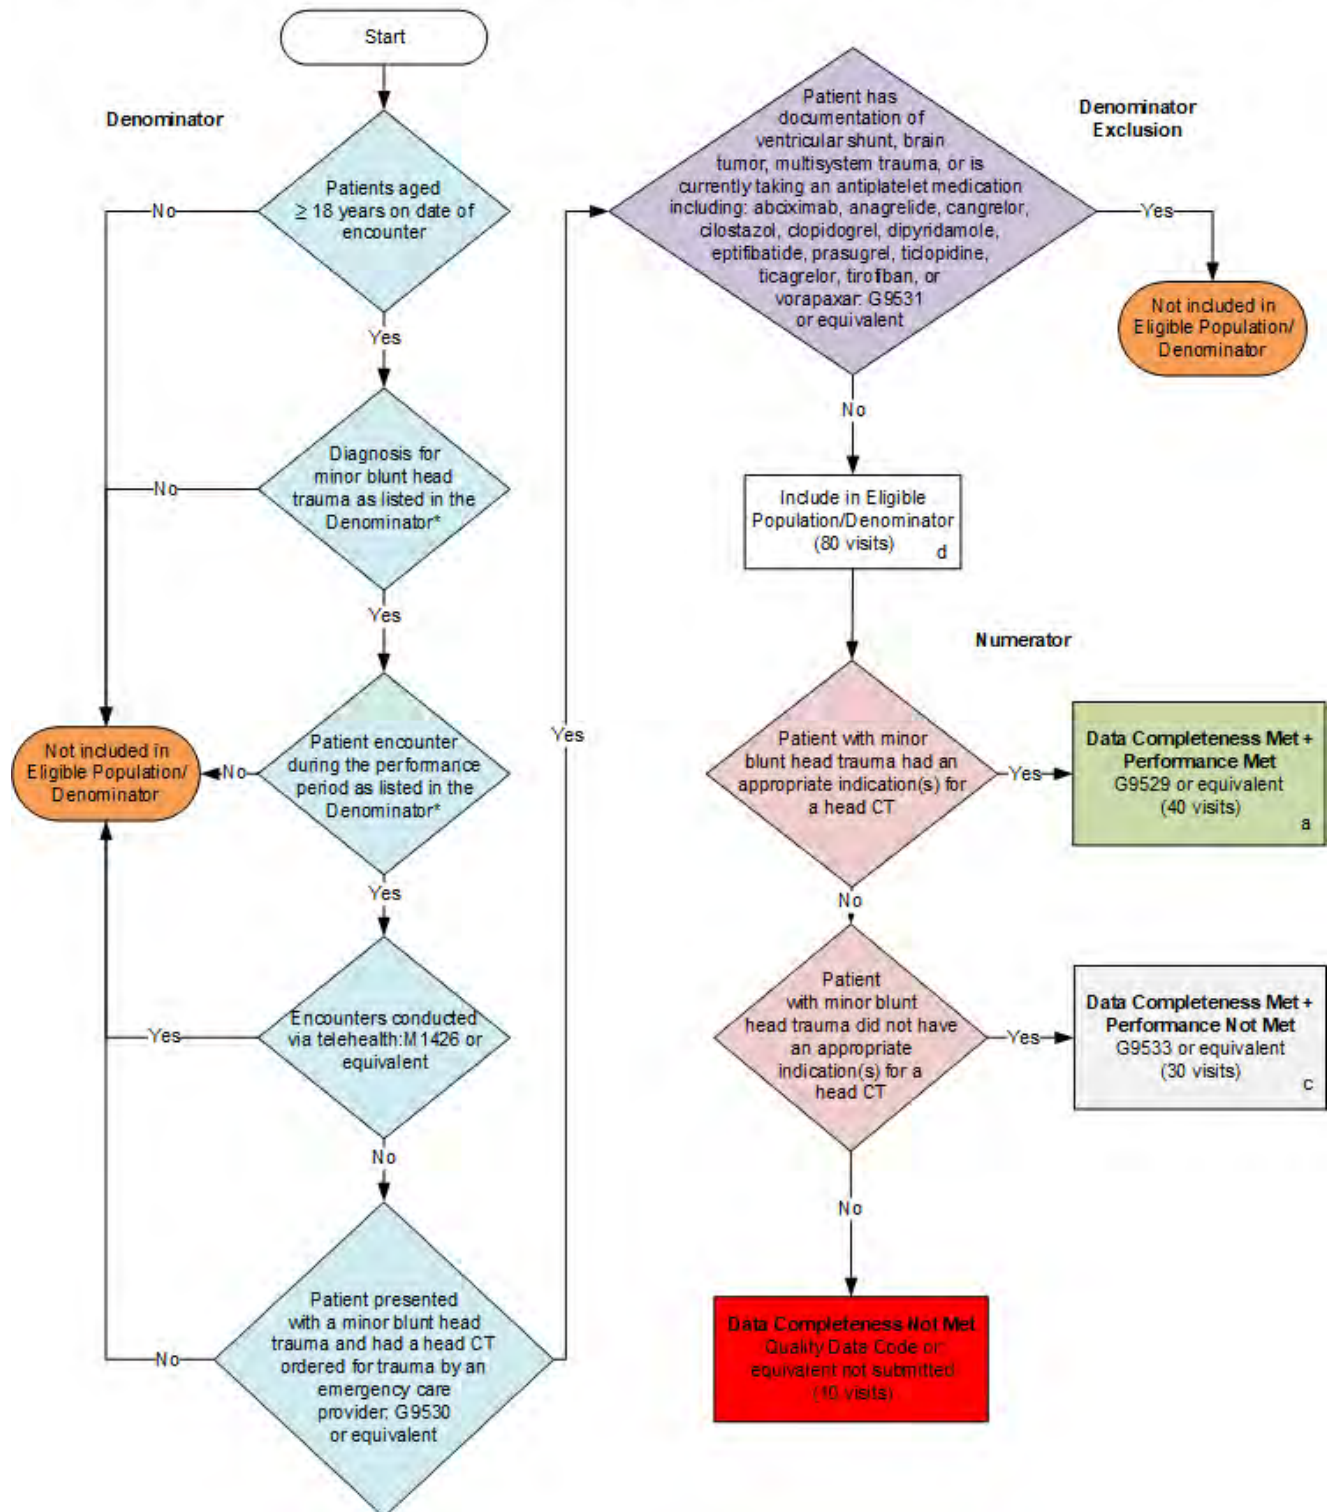 Start
Denominator
Patients aged
≥ 18 years on date of
encounter
No
Yes
Diagnosis for
minor blunt head
trauma as listed in the
Denominator*
No
Yes
Patient encounter
during the performance
period as listed in the
Denominator*
No
Not included in
Eligible Population/
Denominator
Yes
Encounters conducted
via telehealth:M1426 or
equivalent
Yes
No
Patient presented
with a minor blunt head
trauma and had a head CT
ordered for trauma by an
emergency care
provider: G9530
or equivalent
No
Yes
Patient has
documentation of
ventricular shunt, brain
tumor, multisystem trauma, or is
currently taking an antiplatelet medication
including: abciximab, anagrelide, cangrelor,
cilostazol, clopidogrel, dipyridamole,
eptifibatide, prasugrel, ticlopidine,
ticagrelor, tirofiban, or
vorapaxar: G9531
or equivalent
Denominator
Exclusion
Yes
Not included in
Eligible Population/
Denominator
No
Include in Eligible
Population/Denominator
(80 visits)
d
Numerator
Patient with minor
blunt head trauma had an
appropriate indication(s) for
a head CT
Yes
Data Completeness Met +
Performance Met
G9529 or equivalent
(40 visits)
a
No
Patient
with minor blunt
head trauma did not have
an appropriate
indication(s) for a
head CT
Yes
Data Completeness Met +
Performance Not Met
G9533 or equivalent
(30 visits)
c
No
Data Completeness Not Met
Quality Date Code or
equivalent not submitted
(10 visits)